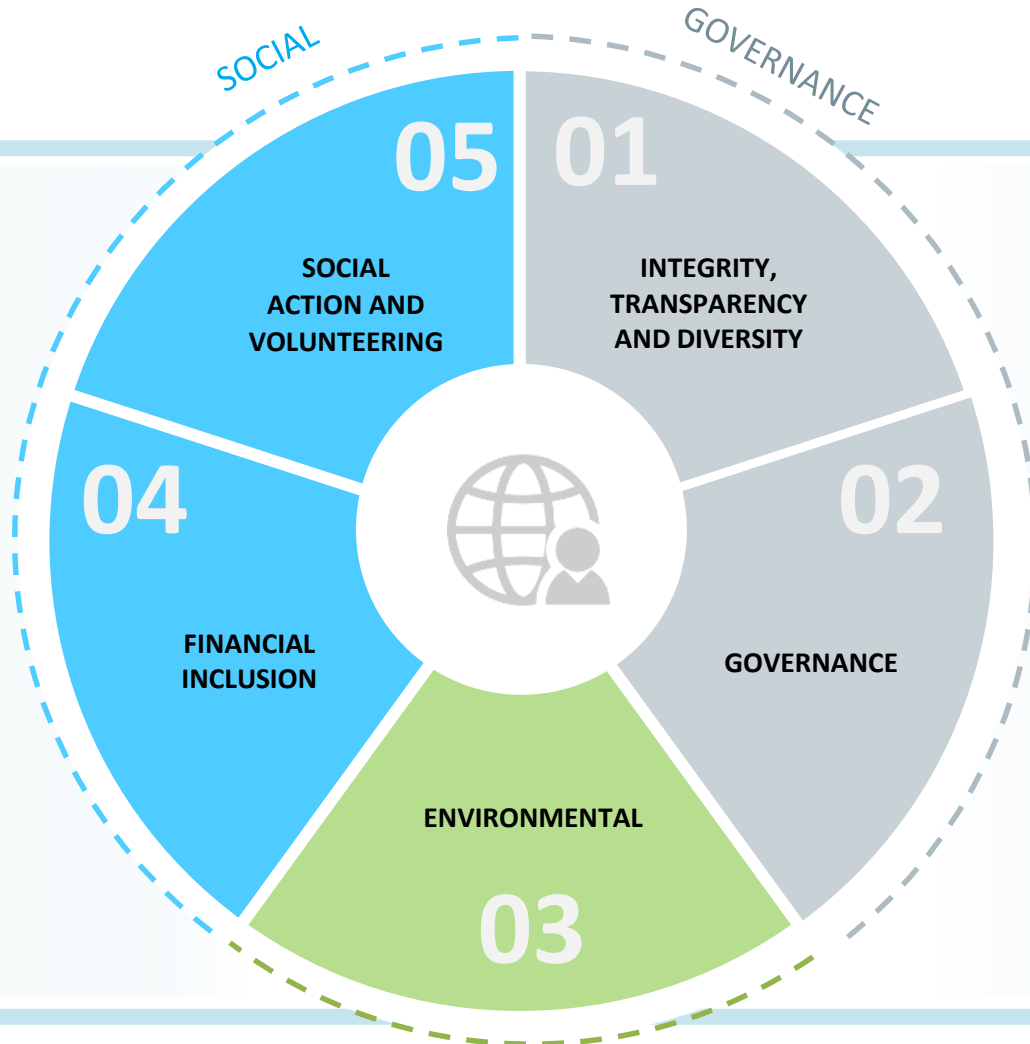 SOCIAL
GOVERNANCE
05
01
SOCIAL
ACTION AND
VOLUNTEERING
INTEGRITY,
TRANSPARENCY
AND DIVERSITY
04
02
FINANCIAL
INCLUSION
GOVERNANCE
ENVIRONMENTAL
03